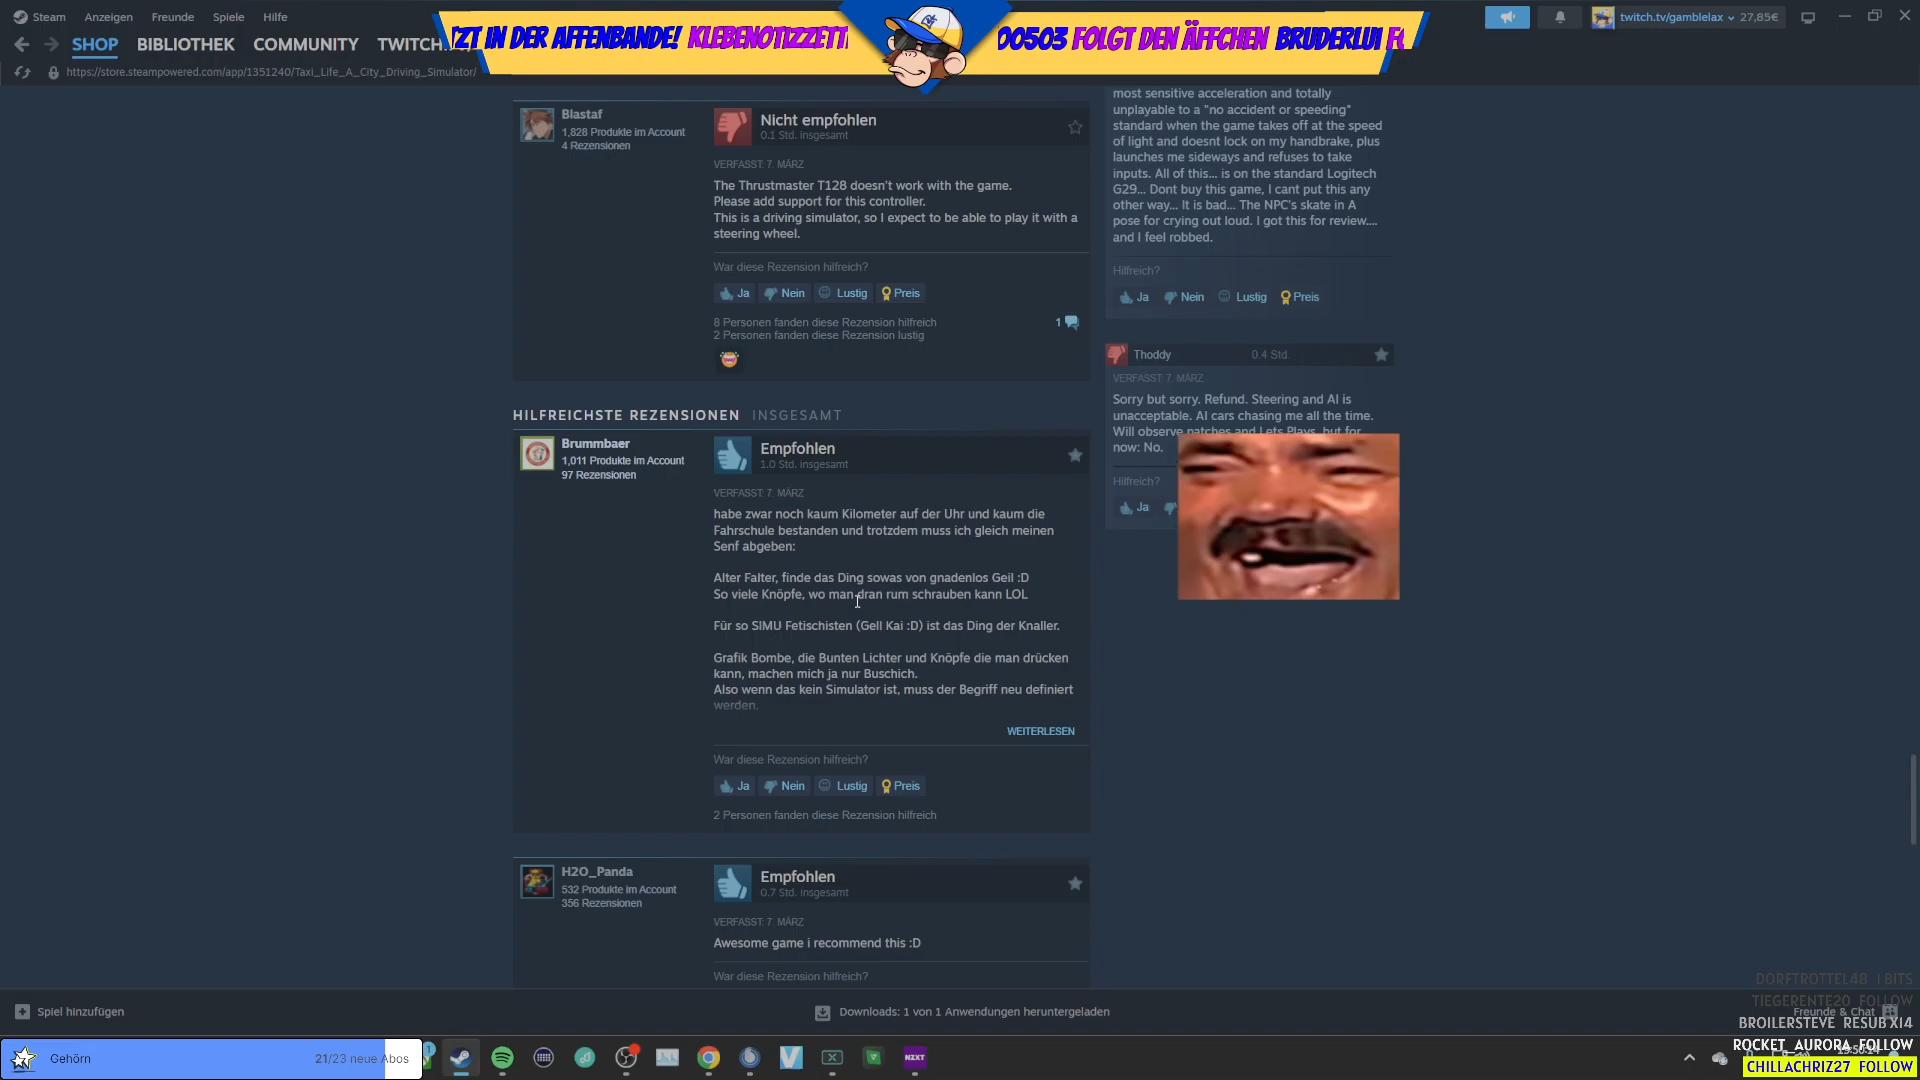 Steam Anzeigen Freunde Spiele Hilfe
twitch.tv/gamblelax 27,85€
SHOP BIBLIOTHEK COMMUNITY TWITCH.
ZT IN DER AFFENBANDE! KLEBENOTIZZETT
00503 FOLGT DEN ÄFFCHEN BRUDERLUI FO
https://store.steampowered.com/app/1351240/Taxi_Life_A_City_Driving_Simulator/
Blastaf
1,828 Produkte im Account
4 Rezensionen
Nicht empfohlen
0.1 Std. insgesamt
VERFASST: 7. MÄRZ
The Thrustmaster T128 doesn't work with the game.
Please add support for this controller.
This is a driving simulator, so I expect to be able to play it with a
steering wheel.
War diese Rezension hilfreich?
Ja Nein Lustig Preis
8 Personen fanden diese Rezension hilfreich
2 Personen fanden diese Rezension lustig
1
HILFREICHSTE REZENSIONEN INSGESAMT
Brummbaer
1,011 Produkte im Account
97 Rezensionen
Empfohlen
1.0 Std. insgesamt
VERFASST: 7. MÄRZ
habe zwar noch kaum Kilometer auf der Uhr und kaum die
Fahrschule bestanden und trotzdem muss ich gleich meinen
Senf abgeben:
Alter Falter, finde das Ding sowas von gnadenlos Geil :D
So viele Knöpfe, wo man dran rum schrauben kann LOL
Für so SIMU Fetischisten (Gell Kai :D) ist das Ding der Knaller.
Grafik Bombe, die Bunten Lichter und Knöpfe die man drücken
kann, machen mich ja nur Buschich.
Also wenn das kein Simulator ist, muss der Begriff neu definiert
werden.
WEITERLESEN
War diese Rezension hilfreich?
Ja Nein Lustig Preis
2 Personen fanden diese Rezension hilfreich
H2O_Panda
532 Produkte im Account
356 Rezensionen
Empfohlen
0.7 Std. insgesamt
VERFASST: 7. MÄRZ
Awesome game i recommend this :D
War diese Rezension hilfreich?
most sensitive acceleration and totally
unplayable to a "no accident or speeding"
standard when the game takes off at the speed
of light and doesnt lock on my handbrake, plus
launches me sideways and refuses to take
inputs. All of this... is on the standard Logitech
G29... Dont buy this game, I cant put this any
other way... It is bad... The NPC's skate in A
pose for crying out loud. I got this for review....
and I feel robbed.
Hilfreich?
Ja Nein Lustig Preis
Thoddy 0.4 Std.
VERFASST: 7. MÄRZ
Sorry but sorry. Refund. Steering and AI is
unacceptable. AI cars chasing me all the time.
Will observe patches and Lets Plays, but for
now: No.
Hilfreich?
Ja
Spiel hinzufügen
Downloads: 1 von 1 Anwendungen heruntergeladen
Freunde & Chat
DORFTROTTEL48 1 BITS
TIEGERENTE20 FOLLOW
BROILERSTEVE RESUB X14
ROCKET_AURORA FOLLOW
CHILLACHRIZ27 FOLLOW
Gehörn 21/23 neue Abos
NZXT